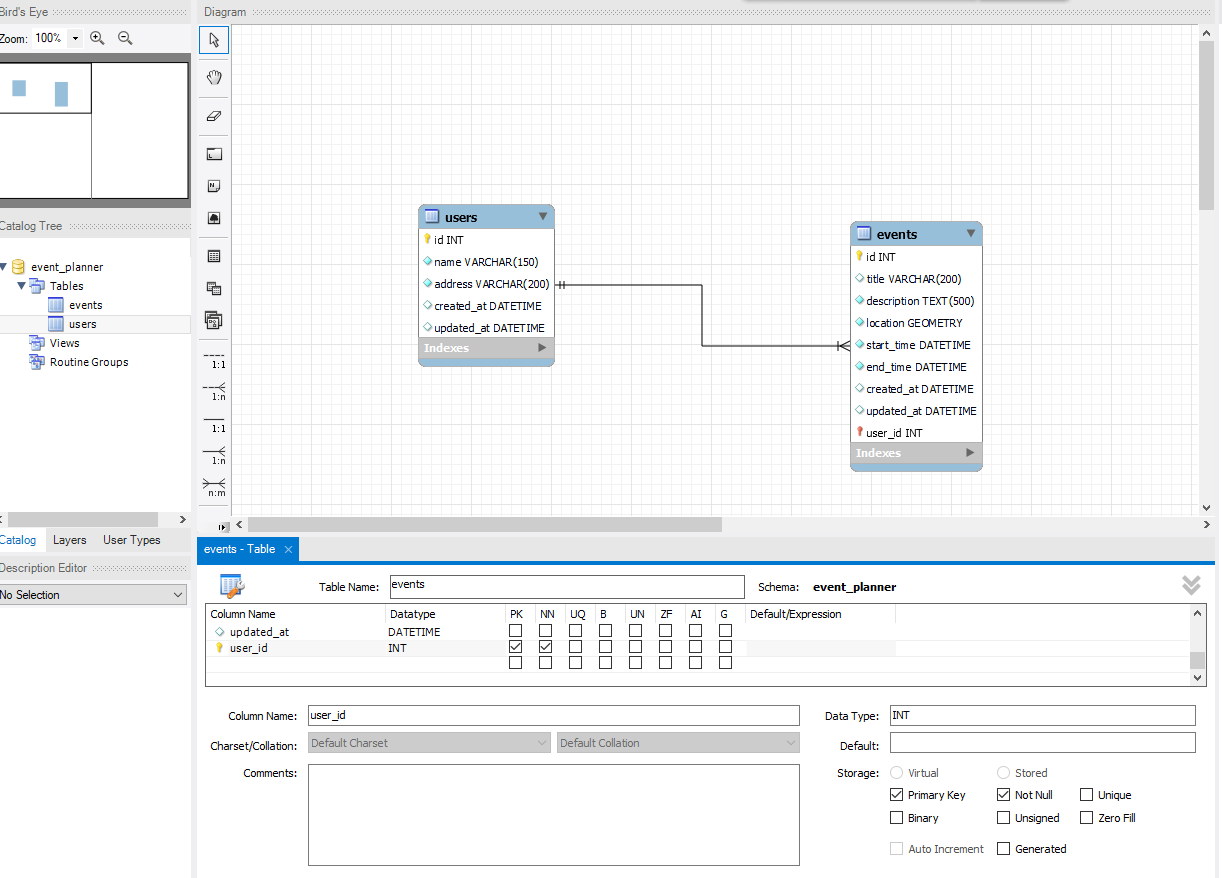 Bird's Eye
Zoom: 100%
Catalog Tree
event_planner
Tables
events
users
Views
Routine Groups
Catalog Layers User Types
Description Editor
No Selection
Diagram
1:1
1:n
1:1
1:n
n:m
users
id INT
name VARCHAR(150)
address VARCHAR(200)
created_at DATETIME
updated_at DATETIME
Indexes
events
id INT
title VARCHAR(200)
description TEXT(500)
location GEOMETRY
start_time DATETIME
end_time DATETIME
created_at DATETIME
updated_at DATETIME
user_id INT
Indexes
events - Table
Table Name: events Schema: event_planner
Column Name Datatype PK NN UQ B UN ZF AI G Default/Expression
updated_at DATETIME
user_id INT
Column Name: user_id Data Type: INT
Charset/Collation: Default Charset Default Collation Default:
Comments: Storage: Virtual Stored
Primary Key Not Null Unique
Binary Unsigned Zero Fill
Auto Increment Generated